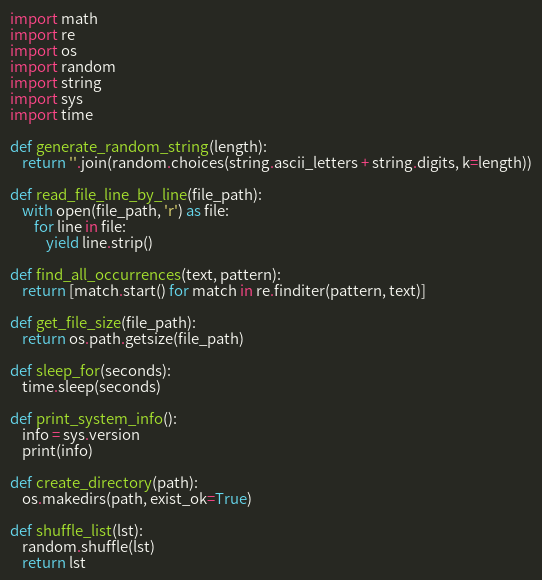 import math
import re
import os
import random
import string
import sys
import time

def generate_random_string(length):
    return ''.join(random.choices(string.ascii_letters + string.digits, k=length))

def read_file_line_by_line(file_path):
    with open(file_path, 'r') as file:
        for line in file:
            yield line.strip()

def find_all_occurrences(text, pattern):
    return [match.start() for match in re.finditer(pattern, text)]

def get_file_size(file_path):
    return os.path.getsize(file_path)

def sleep_for(seconds):
    time.sleep(seconds)

def print_system_info():
    info = sys.version
    print(info)

def create_directory(path):
    os.makedirs(path, exist_ok=True)

def shuffle_list(lst):
    random.shuffle(lst)
    return lst